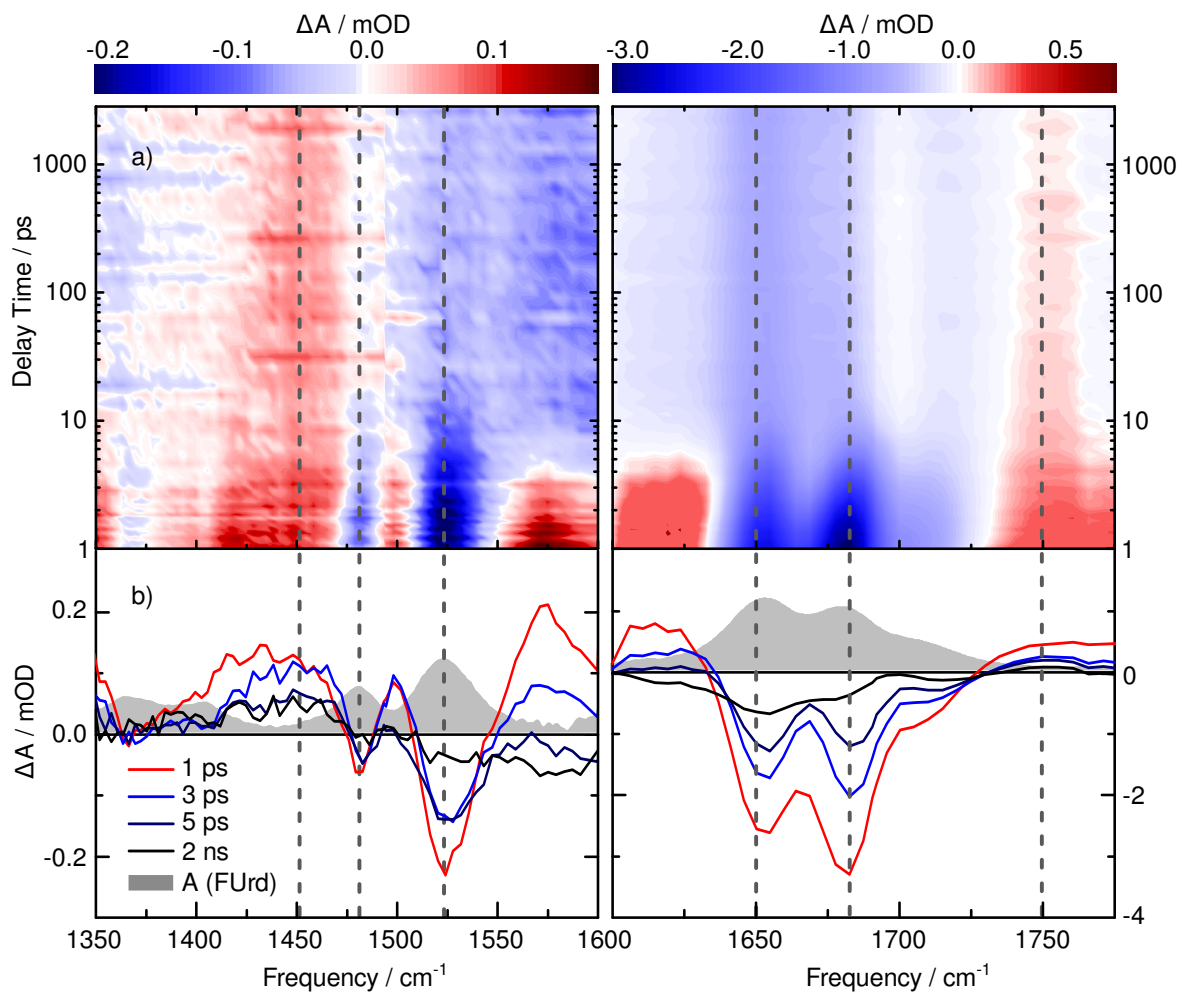 ΔA / mOD ΔA / mOD
-0.2 -0.1 0.0 0.1 -3.0 -2.0 -1.0 0.0 0.5
a)
Delay Time / ps
1000 1000
100 100
10 10
1 1
b)
ΔA / mOD
0.2 1
0.0 0
-0.2 -2
-4
1 ps
3 ps
5 ps
2 ns
A (FUrd)
1350 1400 1450 1500 1550 1600 1650 1700 1750
Frequency / cm⁻¹ Frequency / cm⁻¹